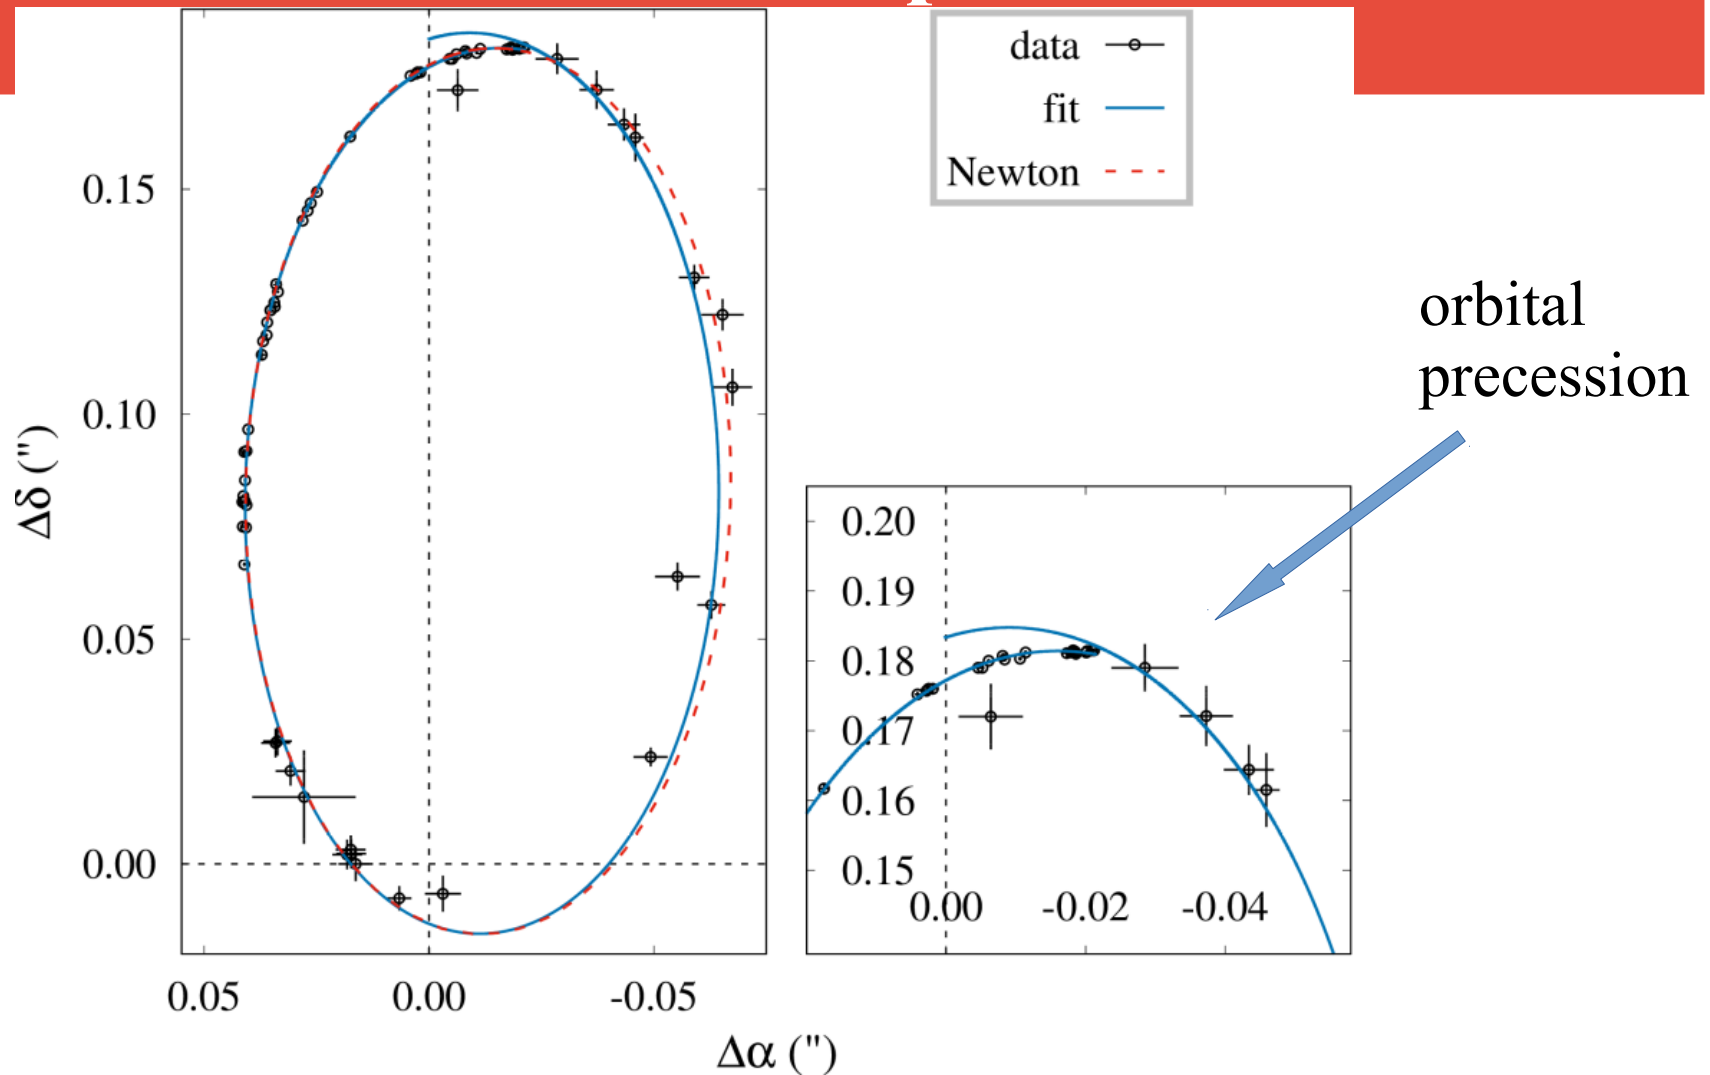 data
fit
Newton
orbital
precession
0.15
0.10
0.05
0.00
Δδ (")
0.05 0.00 -0.05
Δα (")
0.20
0.19
0.18
0.17
0.16
0.15
0.00 -0.02 -0.04